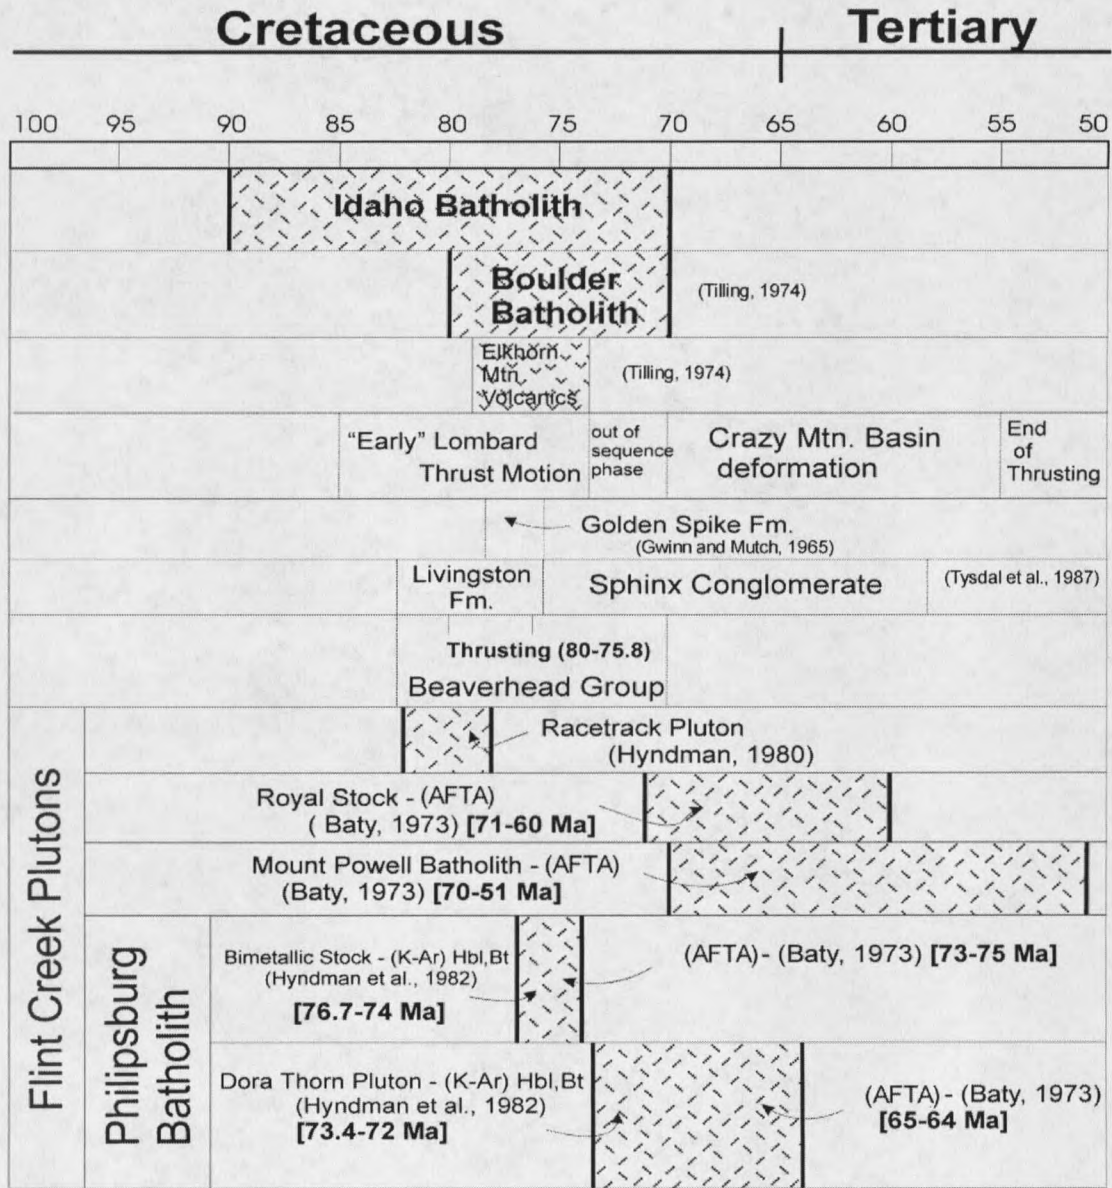 Cretaceous Tertiary
100 95 90 85 80 75 70 65 60 55 50
Idaho Batholith
Boulder
Batholith
(Tilling, 1974)
Elkhorn
Mtn.
Volcanics
(Tilling, 1974)
"Early" Lombard
Thrust Motion
out of
sequence
phase
Crazy Mtn. Basin
deformation
End
of
Thrusting
Golden Spike Fm.
(Gwinn and Mutch, 1965)
Livingston
Fm.
Sphinx Conglomerate
(Tysdal et al., 1987)
Thrusting (80-75.8)
Beaverhead Group
Flint Creek Plutons
Racetrack Pluton
(Hyndman, 1980)
Royal Stock - (AFTA)
( Baty, 1973) [71-60 Ma]
Mount Powell Batholith - (AFTA)
(Baty, 1973) [70-51 Ma]
Philipsburg
Batholith
Bimetallic Stock - (K-Ar) Hbl,Bt
(Hyndman et al., 1982)
[76.7-74 Ma]
(AFTA) - (Baty, 1973) [73-75 Ma]
Dora Thorn Pluton - (K-Ar) Hbl,Bt
(Hyndman et al., 1982)
[73.4-72 Ma]
(AFTA) - (Baty, 1973)
[65-64 Ma]